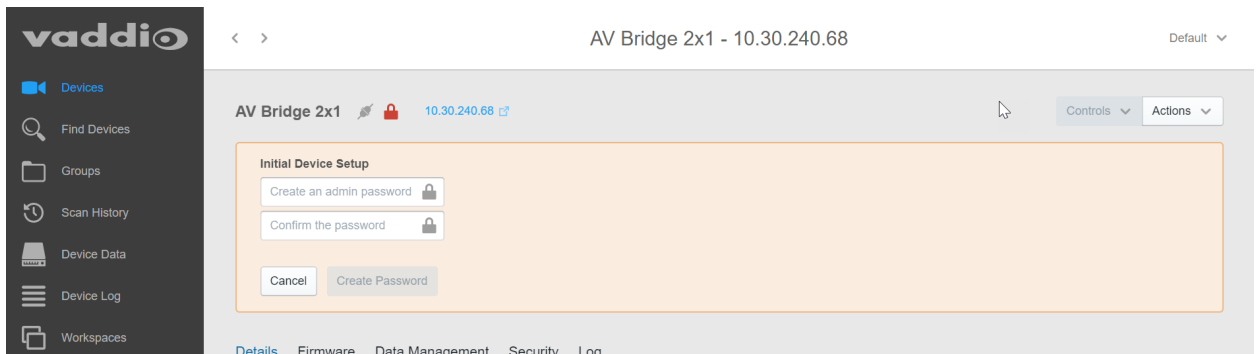 vaddio
AV Bridge 2x1 - 10.30.240.68
Default
Devices
Find Devices
Groups
Scan History
Device Data
Device Log
Workspaces
AV Bridge 2x1
10.30.240.68
Controls
Actions
Initial Device Setup
Create an admin password
Confirm the password
Cancel
Create Password
Details Firmware Data Management Security Log